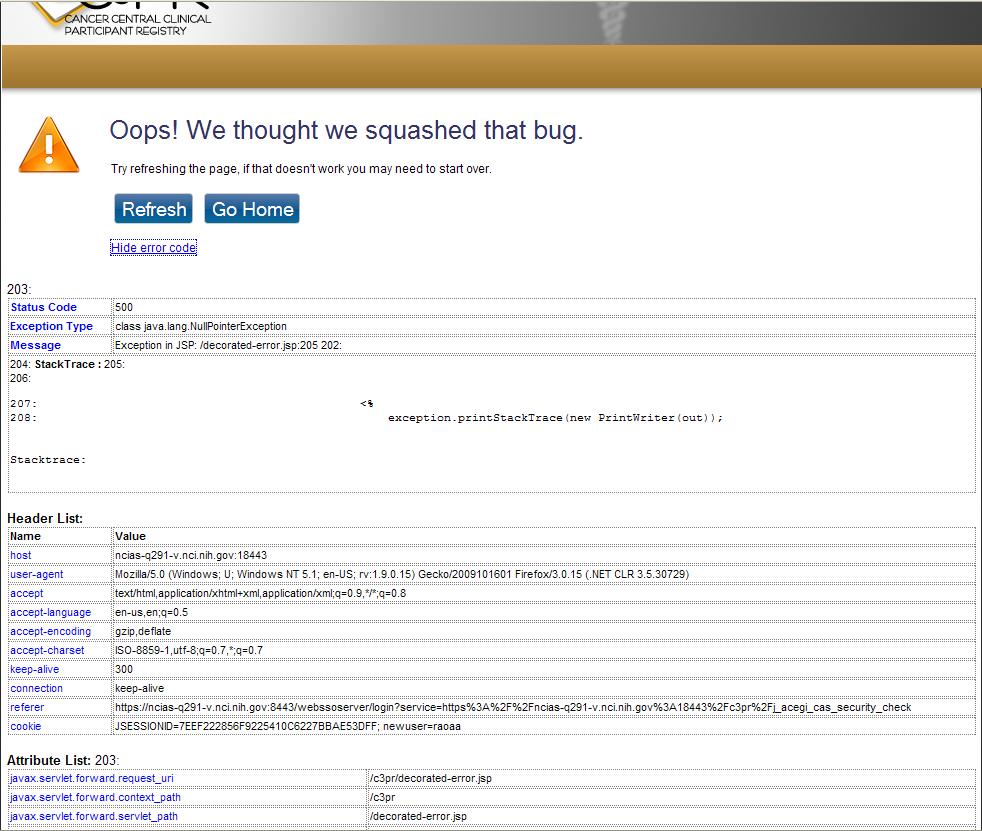 CANCER CENTRAL CLINICAL
PARTICIPANT REGISTRY
Oops! We thought we squashed that bug.
Try refreshing the page, if that doesn't work you may need to start over.
Refresh Go Home
Hide error code
203:
Status Code 500
Exception Type class java.lang.NullPointerException
Message Exception in JSP: /decorated-error.jsp:205 202:
204: StackTrace : 205:
206:
207: <%
208: exception.printStackTrace(new PrintWriter(out));
Stacktrace:
Header List:
Name Value
host ncias-q291-v.nci.nih.gov:18443
user-agent Mozilla/5.0 (Windows; U; Windows NT 5.1; en-US; rv:1.9.0.15) Gecko/2009101601 Firefox/3.0.15 (.NET CLR 3.5.30729)
accept text/html,application/xhtml+xml,application/xml;q=0.9,*/*;q=0.8
accept-language en-us,en;q=0.5
accept-encoding gzip,deflate
accept-charset ISO-8859-1,utf-8;q=0.7,*;q=0.7
keep-alive 300
connection keep-alive
referer https://ncias-q291-v.nci.nih.gov:8443/webssoserver/login?service=https%3A%2F%2Fncias-q291-v.nci.nih.gov%3A18443%2Fc3pr%2Fj_acegi_cas_security_check
cookie JSESSIONID=7EEF222856F9225410C6227BBAE53DFF; newuser=raoaa
Attribute List: 203:
javax.servlet.forward.request_uri /c3pr/decorated-error.jsp
javax.servlet.forward.context_path /c3pr
javax.servlet.forward.servlet_path /decorated-error.jsp